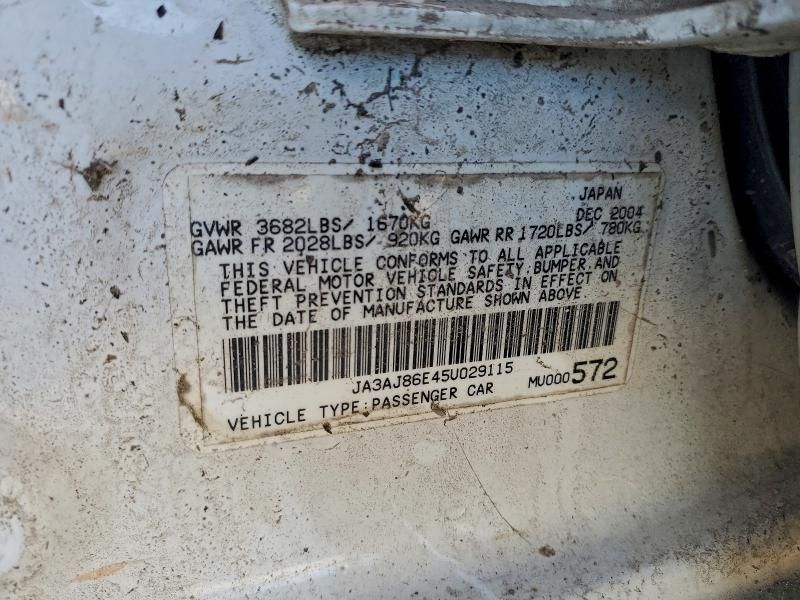 JAPAN
GVWR 3682LBS/ 1670KG DEC 2004
GAWR FR 2028LBS/ 920KG GAWR RR 1720LBS/ 780KG
THIS VEHICLE CONFORMS TO ALL APPLICABLE
FEDERAL MOTOR VEHICLE SAFETY, BUMPER, AND
THEFT PREVENTION STANDARDS IN EFFECT ON
THE DATE OF MANUFACTURE SHOWN ABOVE
JA3AJ86E45U029115 MU000572
VEHICLE TYPE:PASSENGER CAR